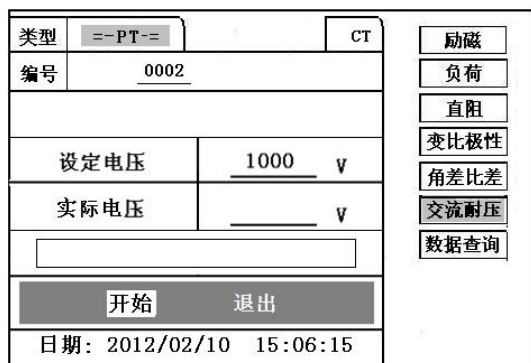 类型 =-PT-= CT
编号 0002
设定电压 1000 V
实际电压 V
开始 退出
日期: 2012/02/10 15:06:15
励磁
负荷
直阻
变比极性
角差比差
交流耐压
数据查询